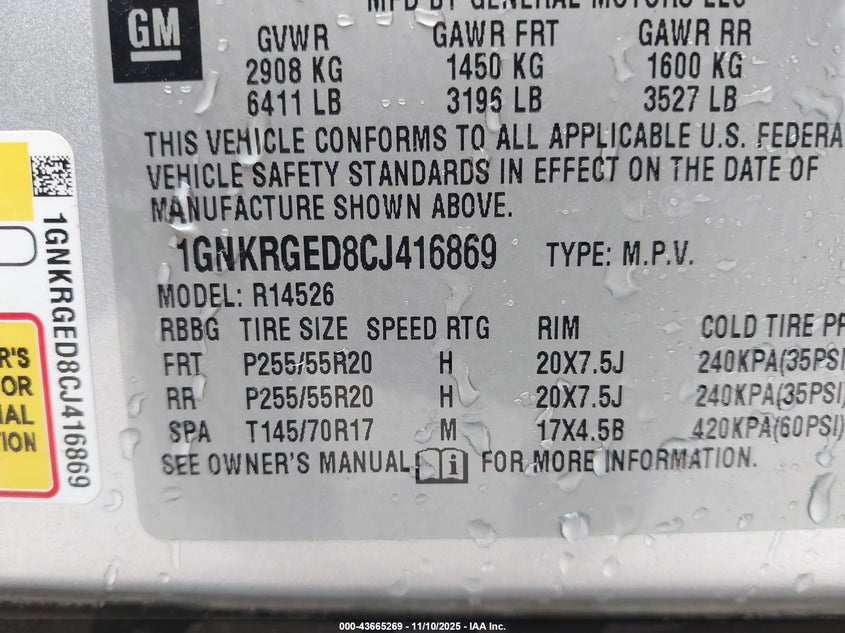 MFD BY GENERAL MOTORS LLC
GM
GVWR GAWR FRT GAWR RR
2908 KG 1450 KG 1600 KG
6411 LB 3196 LB 3527 LB
THIS VEHICLE CONFORMS TO ALL APPLICABLE U.S. FEDERA
VEHICLE SAFETY STANDARDS IN EFFECT ON THE DATE OF
MANUFACTURE SHOWN ABOVE.
1GNKRGED8CJ416869 TYPE: M.P.V.
MODEL: R14526
RBBG TIRE SIZE SPEED RTG RIM COLD TIRE PR
FRT P255/55R20 H 20X7.5J 240KPA(35PSI)
RR P255/55R20 H 20X7.5J 240KPA(35PSI)
SPA T145/70R17 M 17X4.5B 420KPA(60PSI)
SEE OWNER'S MANUAL i FOR MORE INFORMATION.
1GNKRGED8CJ416869
R'S
OR
IAL
TION
000-43665269 - 11/10/2025 - IAA Inc.